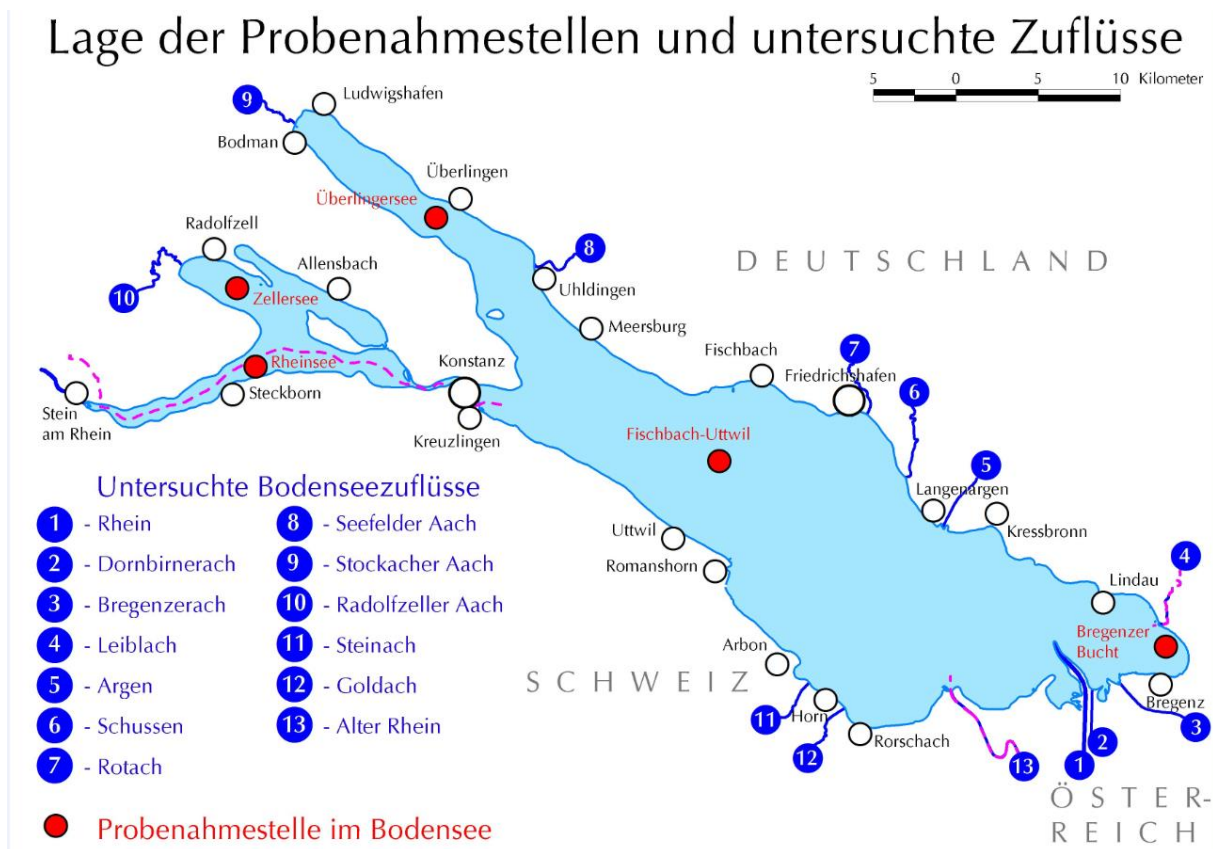 Lage der Probenahmestellen und untersuchte Zuflüsse
5 0 5 10 Kilometer
9
Ludwigshafen
Bodman
Überlingen
Überlingersee
Radolfzell
8
Allensbach
DEUTSCHLAND
Uhldingen
10
Zellersee
Meersburg
Fischbach
7
Rheinsee
Konstanz
Friedrichshafen
6
Stein
am Rhein
Steckborn
Kreuzlingen
Fischbach-Uttwil
5
Langenargen
Kressbronn
Untersuchte Bodenseezuflüsse
1 - Rhein
2 - Dornbirnerach
3 - Bregenzerach
4 - Leiblach
5 - Argen
6 - Schussen
7 - Rotach
8 - Seefelder Aach
9 - Stockacher Aach
10 - Radolfzeller Aach
11 - Steinach
12 - Goldach
13 - Alter Rhein
Uttwil
Romanshorn
4
Lindau
Bregenzer
Bucht
Arbon
SCHWEIZ
Bregenz
11
Horn
3
Rorschach
2
12
13
1
ÖSTER-
REICH
Probenahmestelle im Bodensee